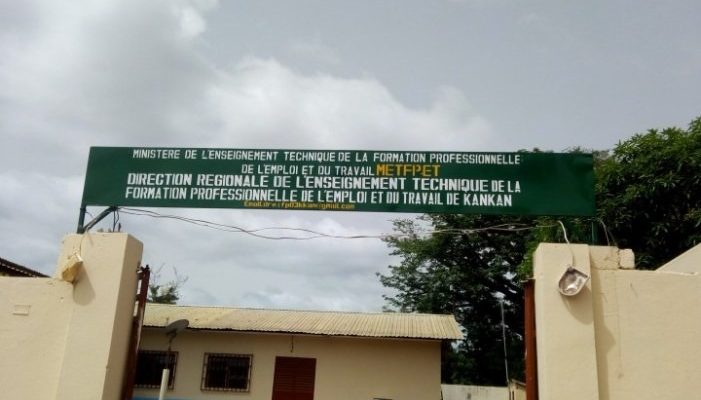 MINISTERE DE L'ENSEIGNEMENT TECHNIQUE DE LA FORMATION PROFESSIONNELLE
DE L'EMPLOI ET DU TRAVAIL METFPET
DIRECTION REGIONALE DE L'ENSEIGNEMENT TECHNIQUE DE LA
FORMATION PROFESSIONNELLE DE L'EMPLOI ET DU TRAVAIL DE KANKAN